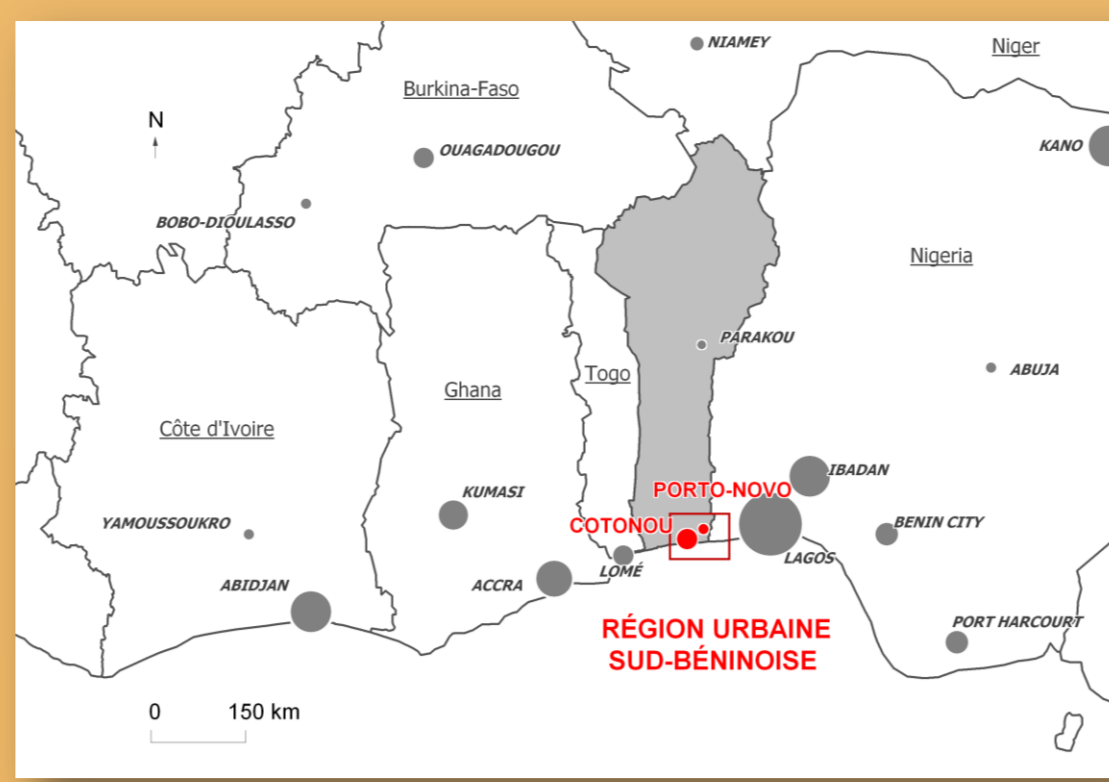 NIAMEY
Niger
Burkina-Faso
N
KANO
OUAGADOUGOU
BOBO-DIOULASSO
Nigeria
PARAKOU
ABUJA
Togo
Ghana
Côte d'Ivoire
IBADAN
PORTO-NOVO
KUMASI
COTONOU
BENIN CITY
YAMOUSSOUKRO
LAGOS
LOMÉ
ACCRA
ABIDJAN
PORT HARCOURT
RÉGION URBAINE
SUD-BÉNINOISE
0 150 km